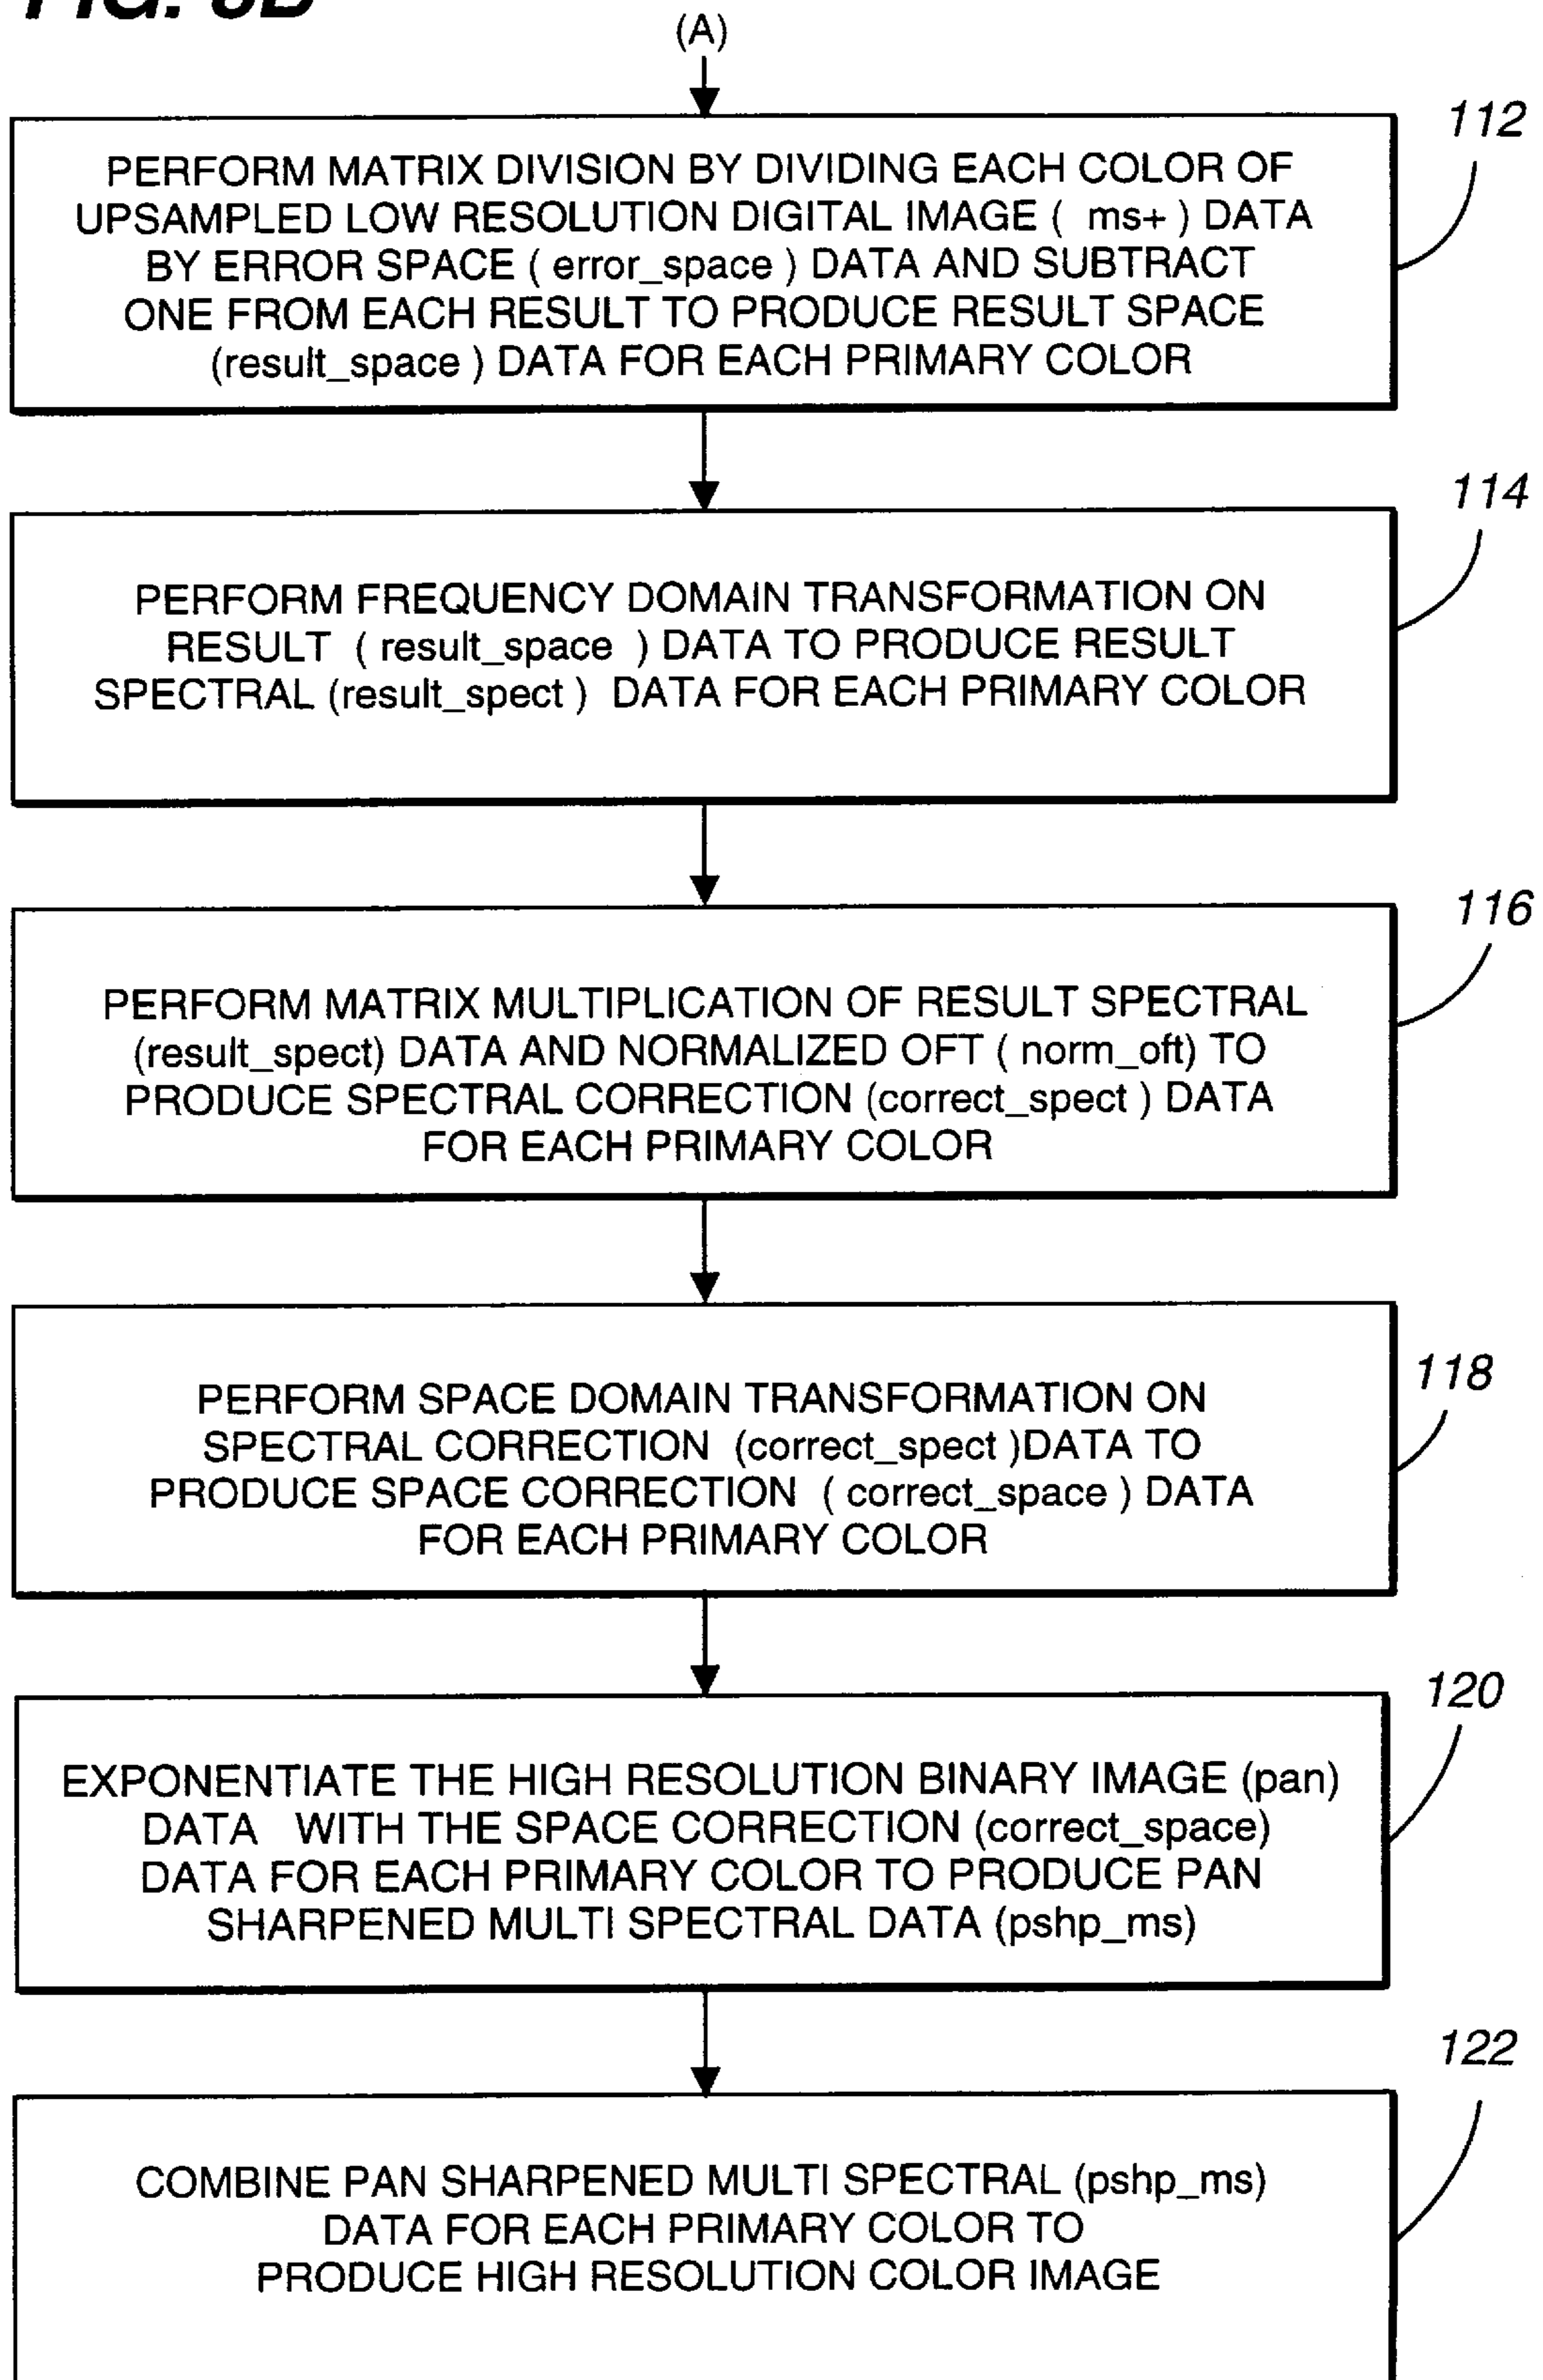 (A)
112
PERFORM MATRIX DIVISION BY DIVIDING EACH COLOR OF
UPSAMPLED LOW RESOLUTION DIGITAL IMAGE ( ms+ ) DATA
BY ERROR SPACE ( error_space ) DATA AND SUBTRACT
ONE FROM EACH RESULT TO PRODUCE RESULT SPACE
(result_space ) DATA FOR EACH PRIMARY COLOR
114
PERFORM FREQUENCY DOMAIN TRANSFORMATION ON
RESULT ( result_space ) DATA TO PRODUCE RESULT
SPECTRAL (result_spect ) DATA FOR EACH PRIMARY COLOR
116
PERFORM MATRIX MULTIPLICATION OF RESULT SPECTRAL
(result_spect) DATA AND NORMALIZED OFT ( norm_oft) TO
PRODUCE SPECTRAL CORRECTION (correct_spect ) DATA
FOR EACH PRIMARY COLOR
118
PERFORM SPACE DOMAIN TRANSFORMATION ON
SPECTRAL CORRECTION (correct_spect )DATA TO
PRODUCE SPACE CORRECTION ( correct_space ) DATA
FOR EACH PRIMARY COLOR
120
EXPONENTIATE THE HIGH RESOLUTION BINARY IMAGE (pan)
DATA WITH THE SPACE CORRECTION (correct_space)
DATA FOR EACH PRIMARY COLOR TO PRODUCE PAN
SHARPENED MULTI SPECTRAL DATA (pshp_ms)
122
COMBINE PAN SHARPENED MULTI SPECTRAL (pshp_ms)
DATA FOR EACH PRIMARY COLOR TO
PRODUCE HIGH RESOLUTION COLOR IMAGE